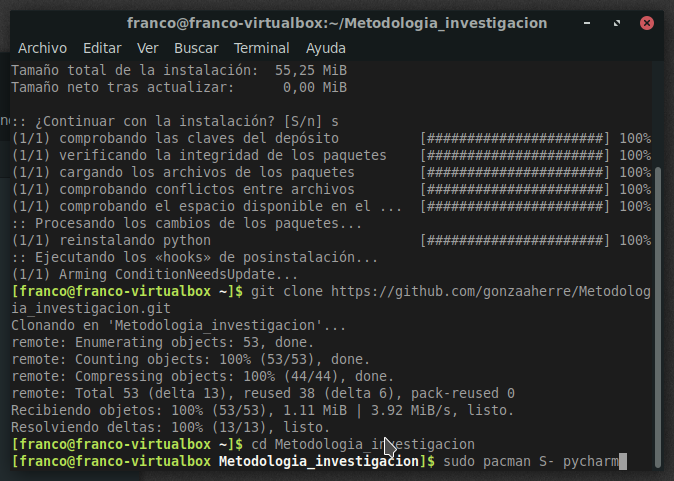 franco@franco-virtualbox:~/Metodologia_investigacion
Archivo Editar Ver Buscar Terminal Ayuda
Tamaño total de la instalación: 55,25 MiB
Tamaño neto tras actualizar: 0,00 MiB
:: ¿Continuar con la instalación? [S/n] s
(1/1) comprobando las claves del depósito [######################] 100%
(1/1) verificando la integridad de los paquetes [######################] 100%
(1/1) cargando los archivos de los paquetes [######################] 100%
(1/1) comprobando conflictos entre archivos [######################] 100%
(1/1) comprobando el espacio disponible en el ... [######################] 100%
:: Procesando los cambios de los paquetes...
(1/1) reinstalando python [######################] 100%
:: Ejecutando los «hooks» de posinstalación...
(1/1) Arming ConditionNeedsUpdate...
[franco@franco-virtualbox ~]$ git clone https://github.com/gonzaaherre/Metodolog
ia_investigacion.git
Clonando en 'Metodologia_investigacion'...
remote: Enumerating objects: 53, done.
remote: Counting objects: 100% (53/53), done.
remote: Compressing objects: 100% (44/44), done.
remote: Total 53 (delta 13), reused 38 (delta 6), pack-reused 0
Recibiendo objetos: 100% (53/53), 1.11 MiB | 3.92 MiB/s, listo.
Resolviendo deltas: 100% (13/13), listo.
[franco@franco-virtualbox ~]$ cd Metodologia_investigacion
[franco@franco-virtualbox Metodologia_investigacion]$ sudo pacman S- pycharm